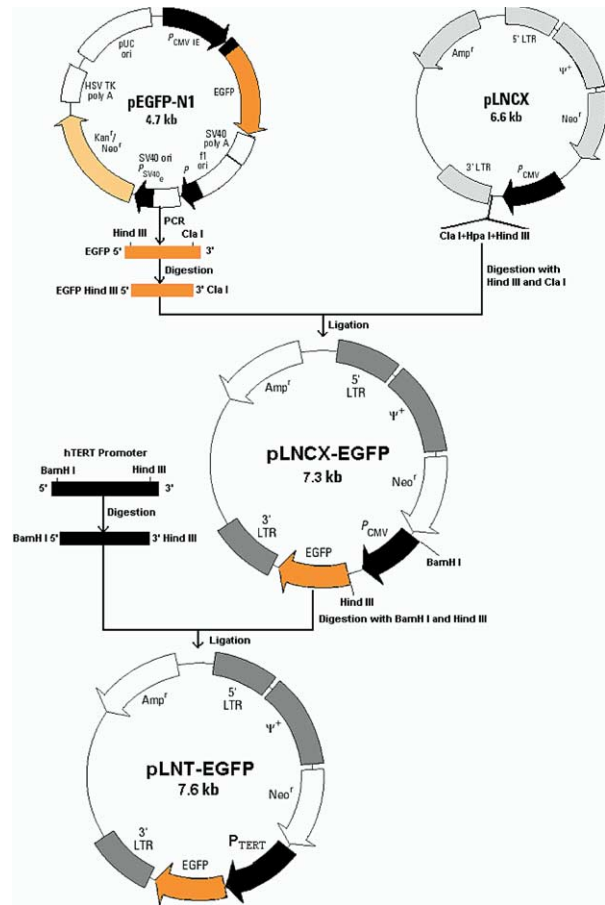 pUC
ori
P CMV IE
HSV TK
poly A
pEGFP-N1
4.7 kb
EGFP
Kanʳ/
Neoʳ
SV40
poly A
SV40 ori
f1
ori
P SV40e
P
PCR
Hind III
Cla I
EGFP 5'
3'
Digestion
EGFP Hind III 5'
3' Cla I
5' LTR
Ampʳ
Ψ+
pLNCX
6.6 kb
Neoʳ
3' LTR
P CMV
Cla I+Hpa I+Hind III
Digestion with
Hind III and Cla I
Ligation
Ampʳ
5'
LTR
Ψ+
pLNCX-EGFP
7.3 kb
Neoʳ
3'
LTR
P CMV
EGFP
BamH I
Hind III
hTERT Promoter
BamH I
Hind III
5'
3'
Digestion
BamH I 5'
3' Hind III
Digestion with BamH I and Hind III
Ligation
Ampʳ
5'
LTR
Ψ+
pLNT-EGFP
7.6 kb
Neoʳ
3'
LTR
P TERT
EGFP